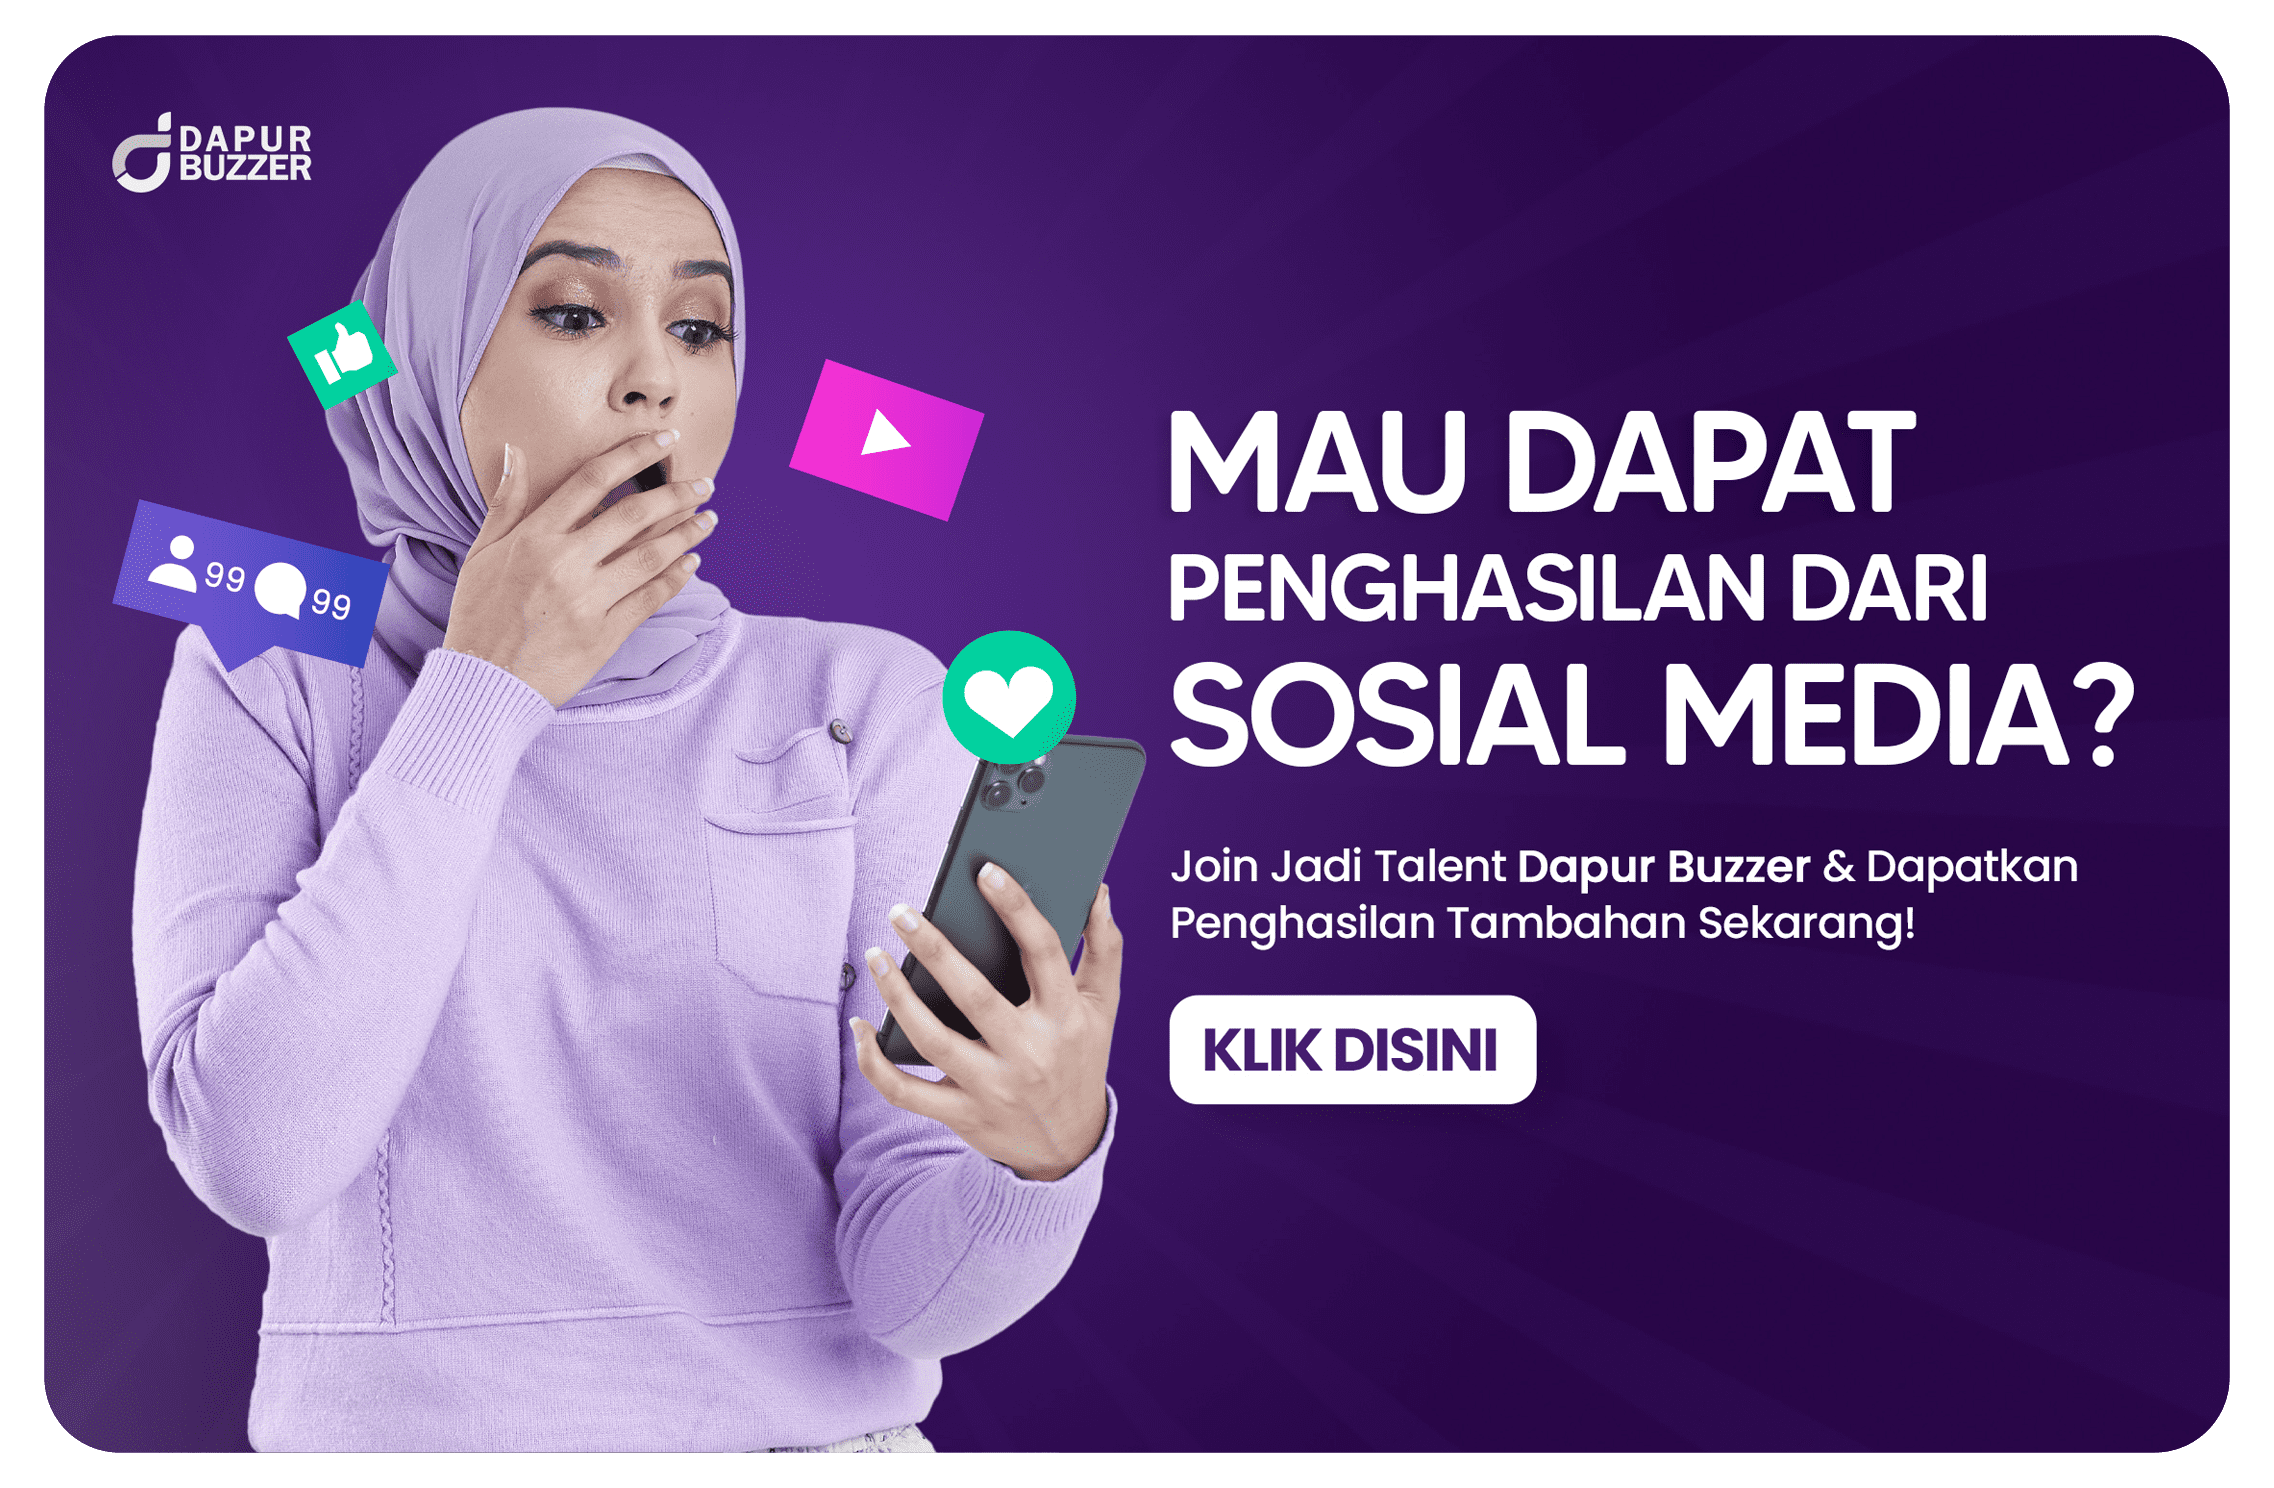 DAPUR
BUZZER
99 99
MAU DAPAT
PENGHASILAN DARI
SOSIAL MEDIA?
Join Jadi Talent Dapur Buzzer & Dapatkan
Penghasilan Tambahan Sekarang!
KLIK DISINI